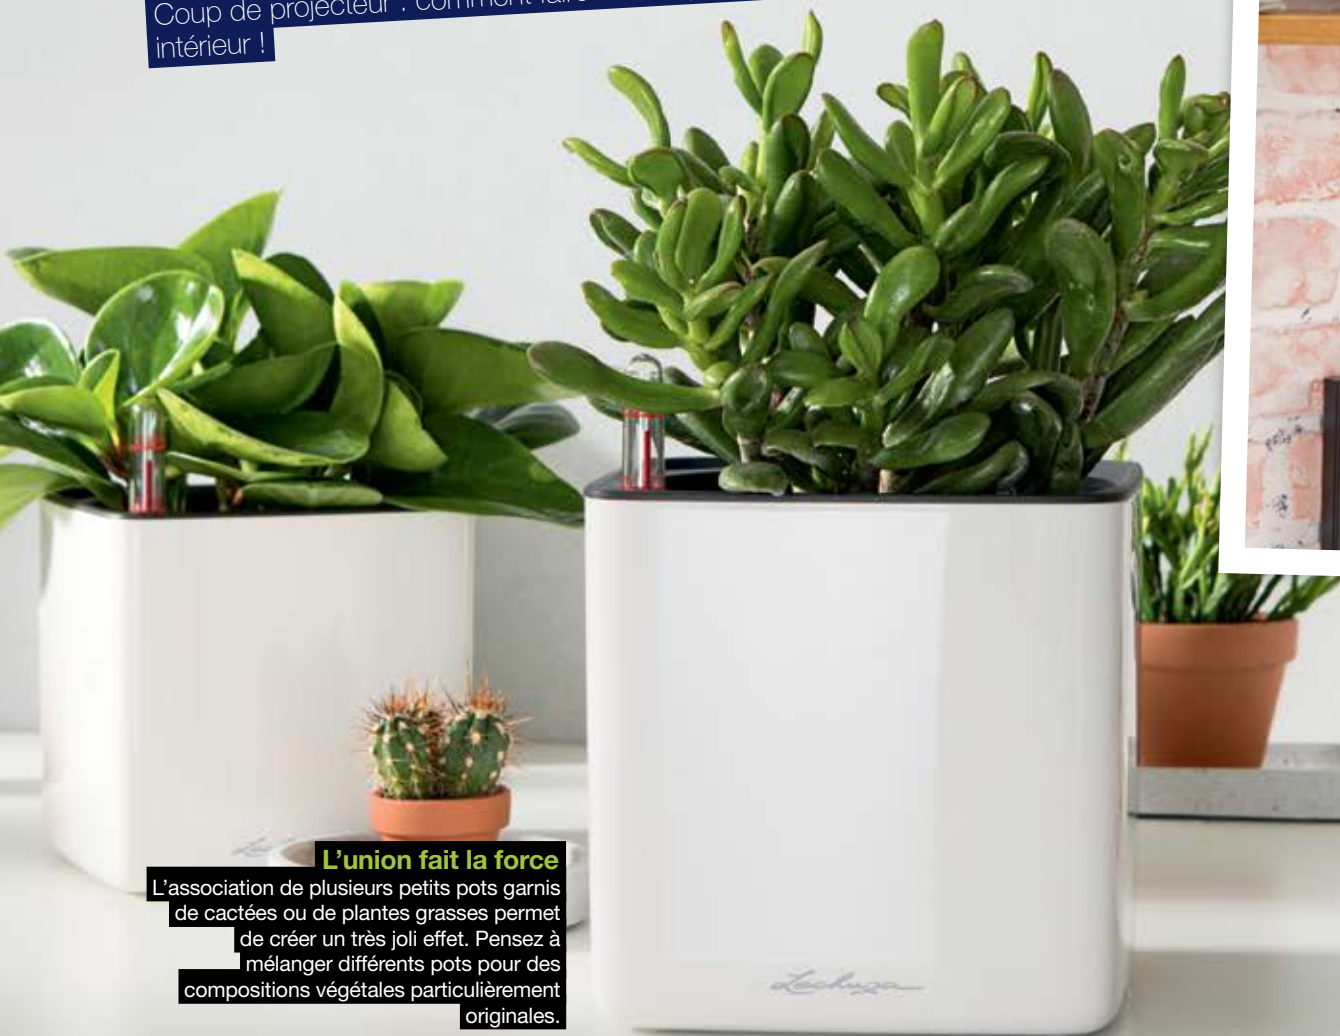 Coup de projecteur : comment faire
intérieur !
L'union fait la force
L'association de plusieurs petits pots garnis
de cactées ou de plantes grasses permet
de créer un très joli effet. Pensez à
mélanger différents pots pour des
compositions végétales particulièrement
originales.
Lechuza